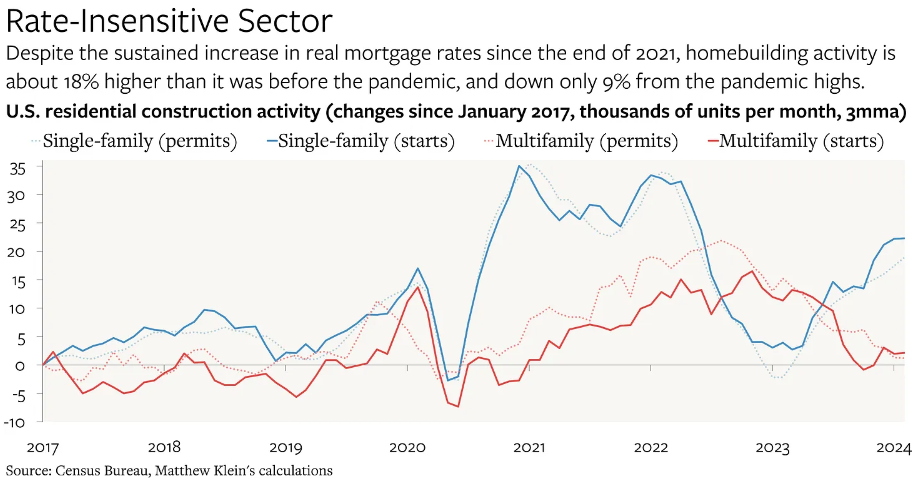 Rate-Insensitive Sector
Despite the sustained increase in real mortgage rates since the end of 2021, homebuilding activity is
about 18% higher than it was before the pandemic, and down only 9% from the pandemic highs.
U.S. residential construction activity (changes since January 2017, thousands of units per month, 3mma)
Single-family (permits) Single-family (starts) Multifamily (permits) Multifamily (starts)
35
30
25
20
15
10
5
0
-5
-10
2017 2018 2019 2020 2021 2022 2023 2024
Source: Census Bureau, Matthew Klein's calculations